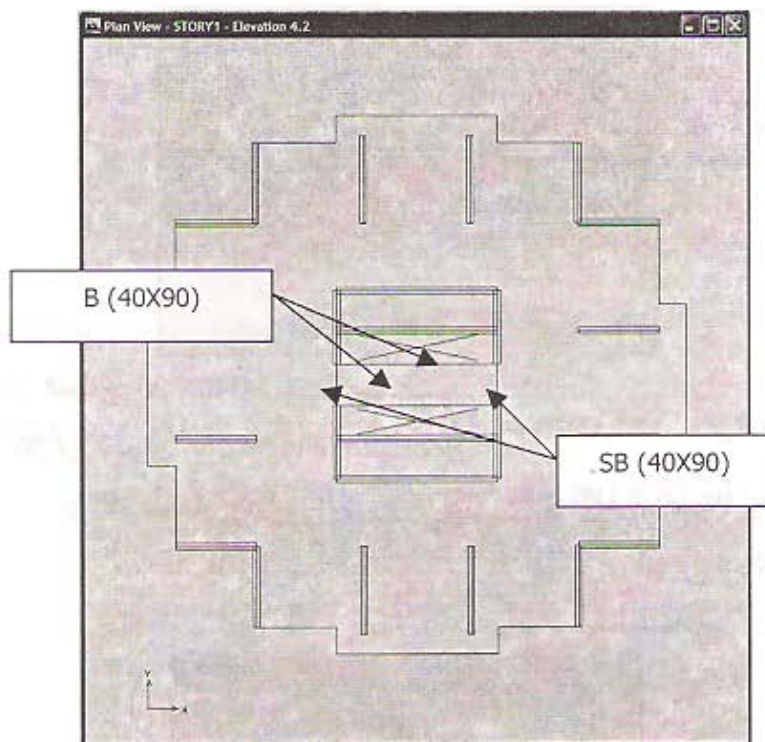 Plan View - STORY1 - Elevation 4.2
B (40X90)
SB (40X90)
Y
X